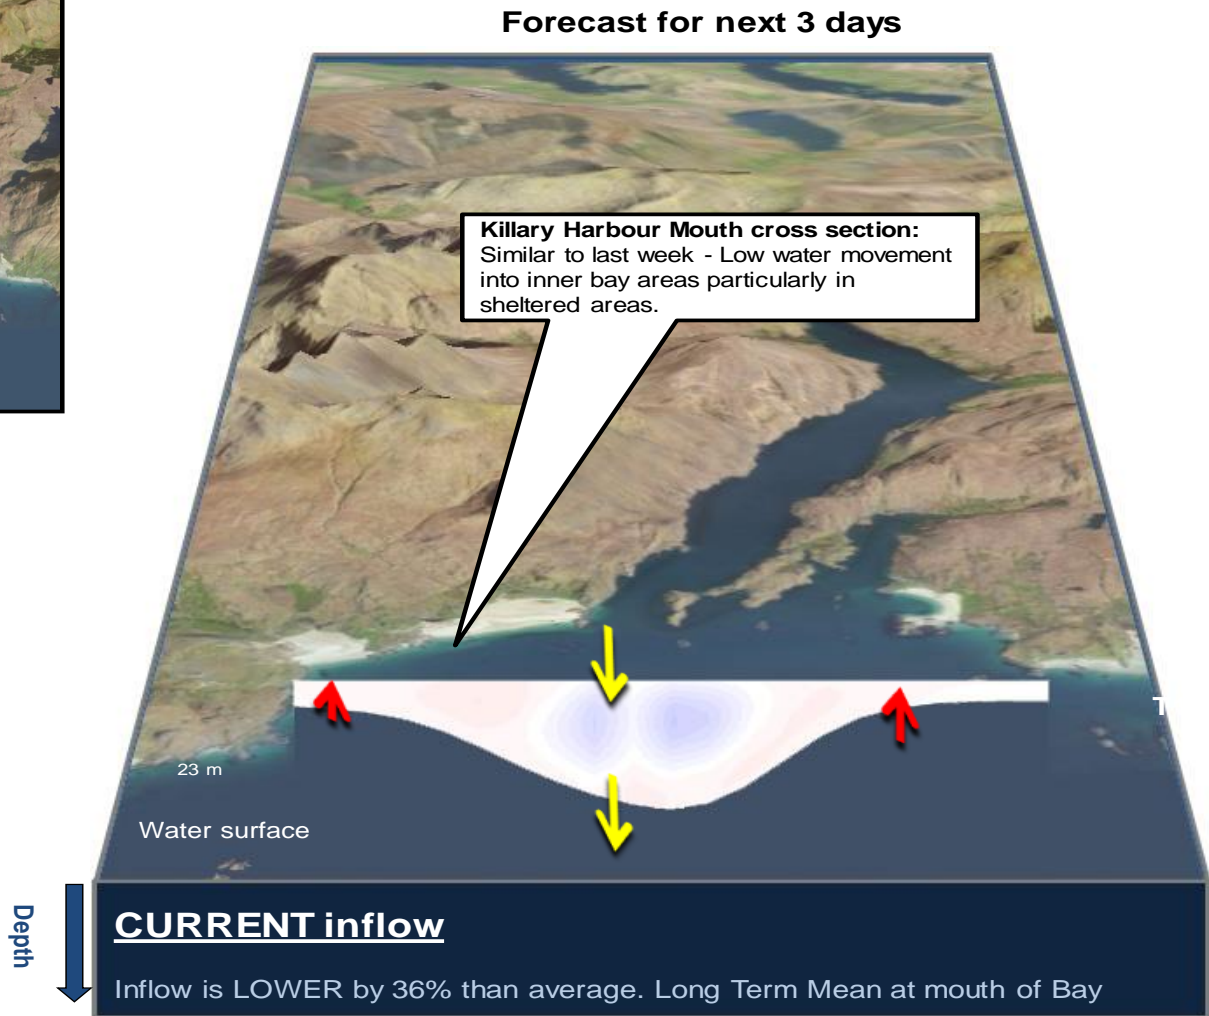 Forecast for next 3 days
Killary Harbour Mouth cross section:
Similar to last week - Low water movement
into inner bay areas particularly in
sheltered areas.
T
23 m
Water surface
Depth
CURRENT inflow
Inflow is LOWER by 36% than average. Long Term Mean at mouth of Bay